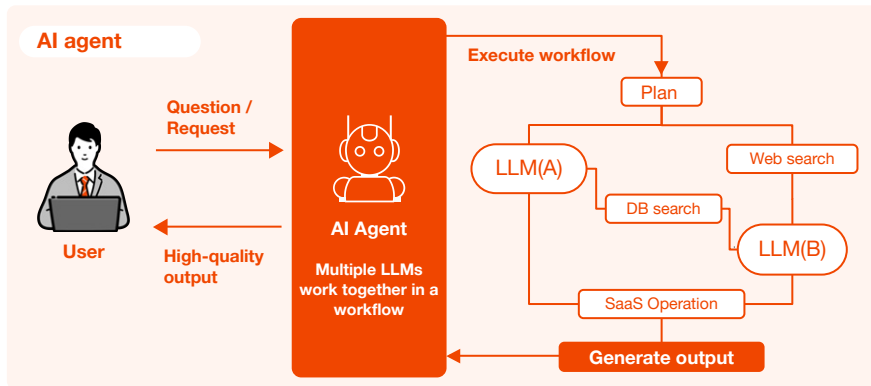 AI agent
Question /
Request
High-quality
output
User
AI Agent
Multiple LLMs
work together in a
workflow
Execute workflow
Plan
LLM(A)
Web search
DB search
LLM(B)
SaaS Operation
Generate output